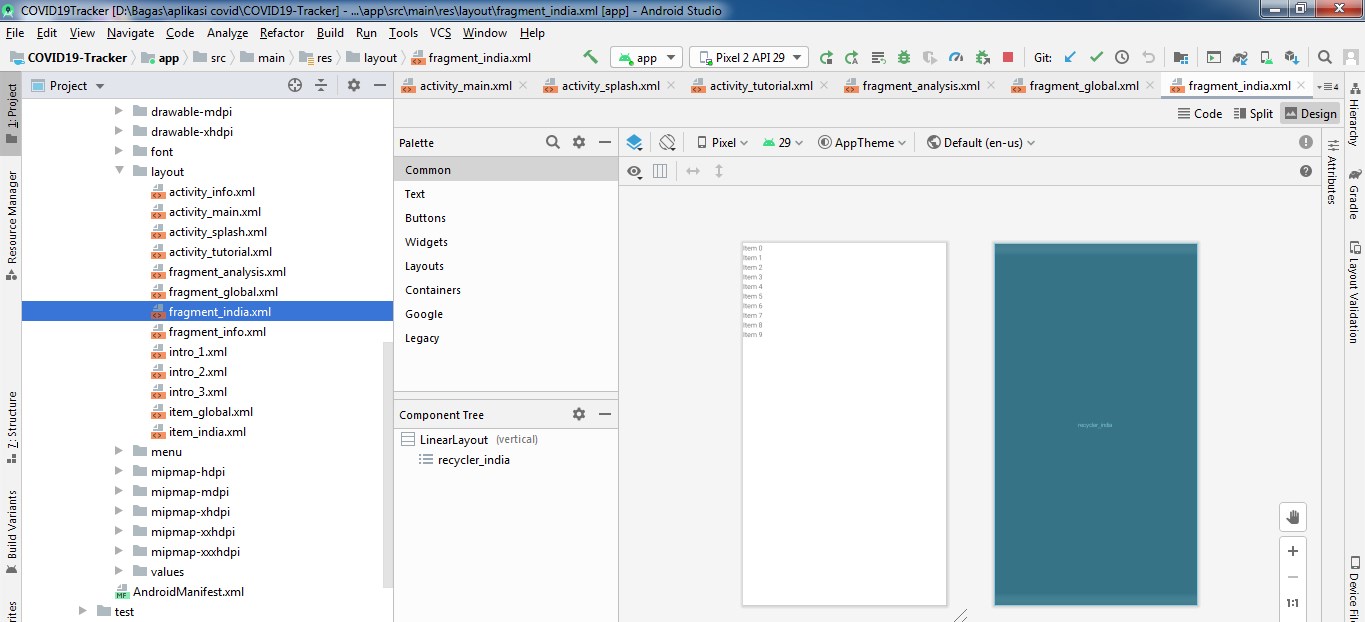 COVID19Tracker [D:\Bagas\aplikasi covid\COVID19-Tracker] - ...\app\src\main\res\layout\fragment_india.xml [app] - Android Studio
File Edit View Navigate Code Analyze Refactor Build Run Tools VCS Window Help
COVID19-Tracker app src main res layout fragment_india.xml app Pixel 2 API 29 Git:
Project activity_main.xml activity_splash.xml activity_tutorial.xml fragment_analysis.xml fragment_global.xml fragment_india.xml 4
Code Split Design
1: Project
Resource Manager
7: Structure
Build Variants
drawable-mdpi
drawable-xhdpi
font
layout
activity_info.xml
activity_main.xml
activity_splash.xml
activity_tutorial.xml
fragment_analysis.xml
fragment_global.xml
fragment_india.xml
fragment_info.xml
intro_1.xml
intro_2.xml
intro_3.xml
item_global.xml
item_india.xml
menu
mipmap-hdpi
mipmap-mdpi
mipmap-xhdpi
mipmap-xxhdpi
mipmap-xxxhdpi
values
MF AndroidManifest.xml
test
Palette
Common
Text
Buttons
Widgets
Layouts
Containers
Google
Legacy
Component Tree
LinearLayout (vertical)
recycler_india
Pixel 29 AppTheme Default (en-us)
Item 0
Item 1
Item 2
Item 3
Item 4
Item 5
Item 6
Item 7
Item 8
Item 9
recycler_india
1:1
Attributes
Hierarchy
Gradle
Layout Validation